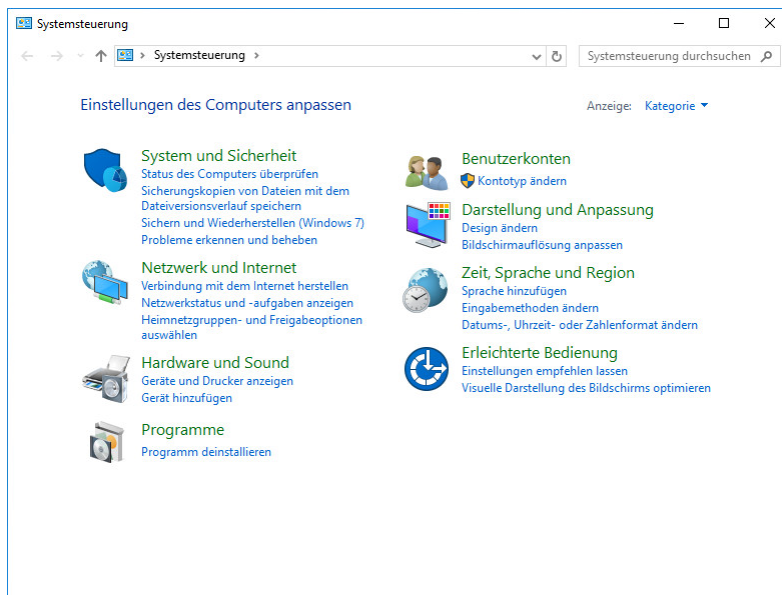 Systemsteuerung
Systemsteuerung
Systemsteuerung durchsuchen
Einstellungen des Computers anpassen
Anzeige: Kategorie
System und Sicherheit
Status des Computers überprüfen
Sicherungskopien von Dateien mit dem
Dateiversionsverlauf speichern
Sichern und Wiederherstellen (Windows 7)
Probleme erkennen und beheben
Netzwerk und Internet
Verbindung mit dem Internet herstellen
Netzwerkstatus und -aufgaben anzeigen
Heimnetzgruppen- und Freigabeoptionen
auswählen
Hardware und Sound
Geräte und Drucker anzeigen
Gerät hinzufügen
Programme
Programm deinstallieren
Benutzerkonten
Kontotyp ändern
Darstellung und Anpassung
Design ändern
Bildschirmauflösung anpassen
Zeit, Sprache und Region
Sprache hinzufügen
Eingabemethoden ändern
Datums-, Uhrzeit- oder Zahlenformat ändern
Erleichterte Bedienung
Einstellungen empfehlen lassen
Visuelle Darstellung des Bildschirms optimieren